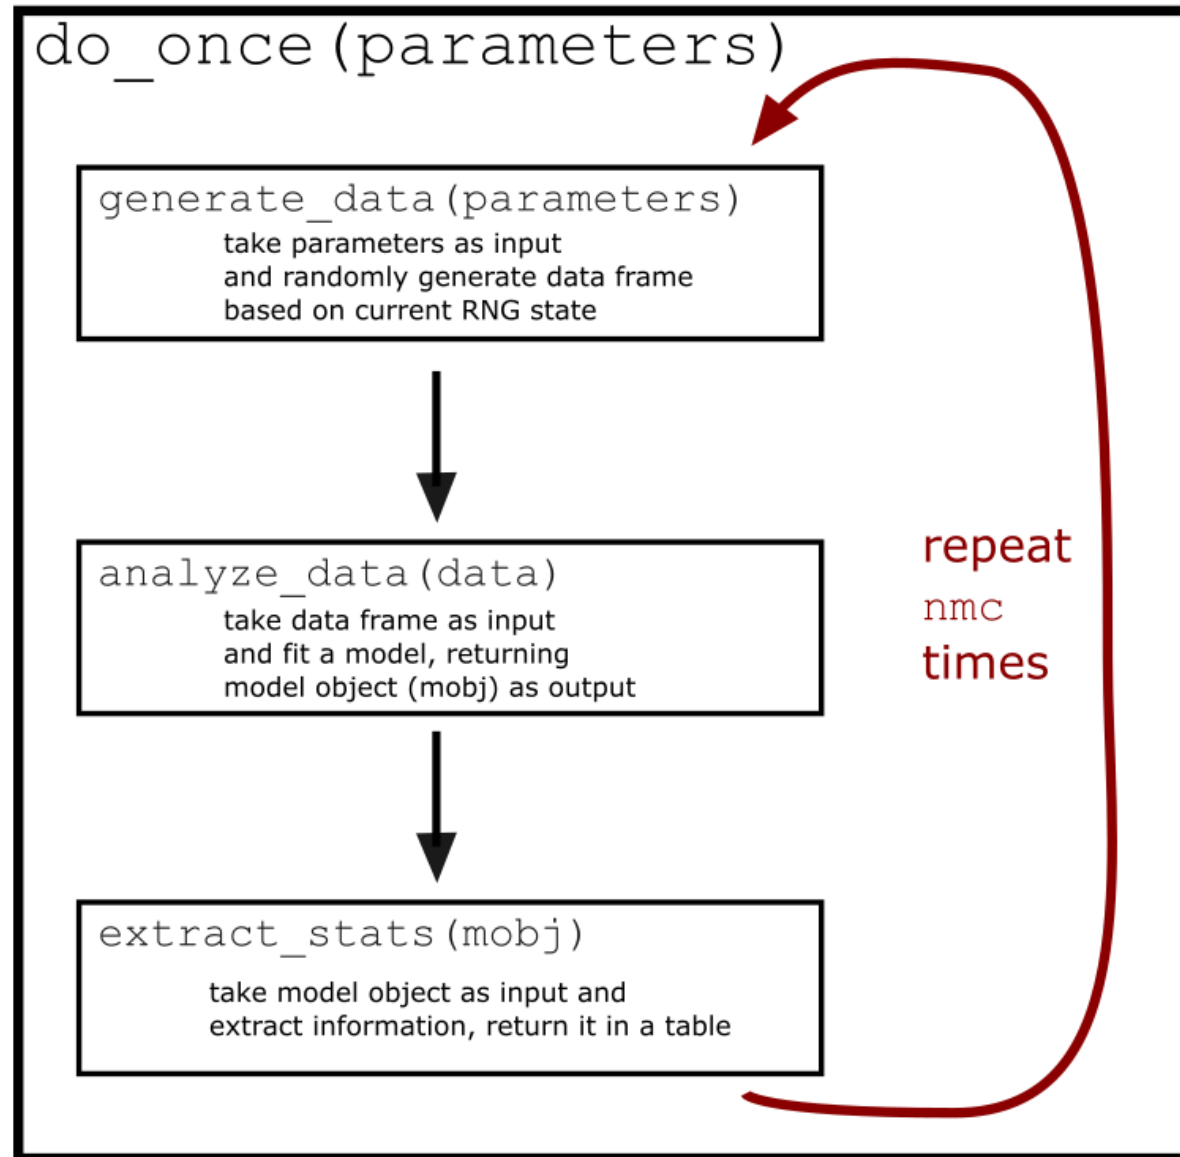 do_once(parameters)
generate_data(parameters)
take parameters as input
and randomly generate data frame
based on current RNG state
analyze_data(data)
take data frame as input
and fit a model, returning
model object (mobj) as output
repeat
nmc
times
extract_stats(mobj)
take model object as input and
extract information, return it in a table